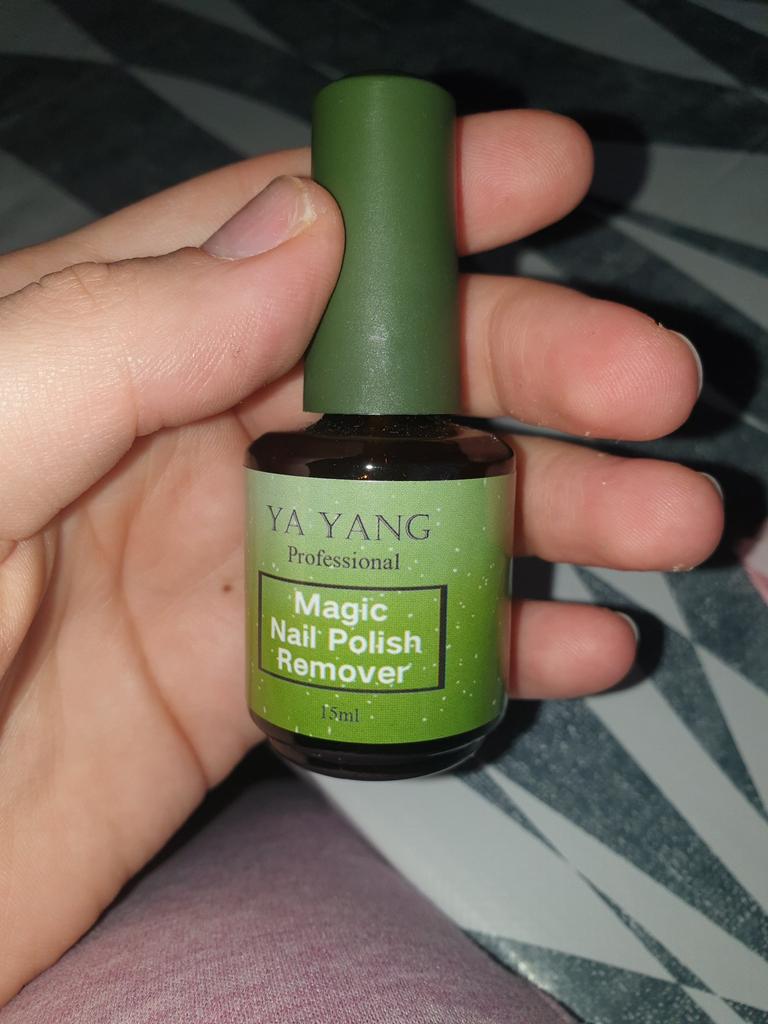 YA YANG
Professional
Magic
Nail Polish
Remover
15ml